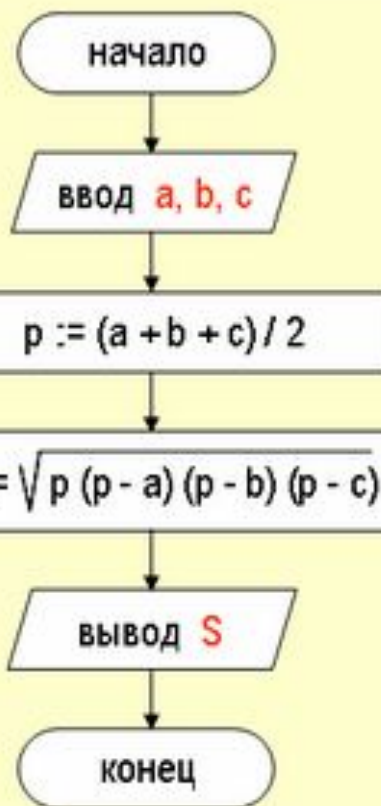 начало
ввод a, b, c
p := (a + b + c) / 2
= √ p (p - a) (p - b) (p - c)
вывод S
конец